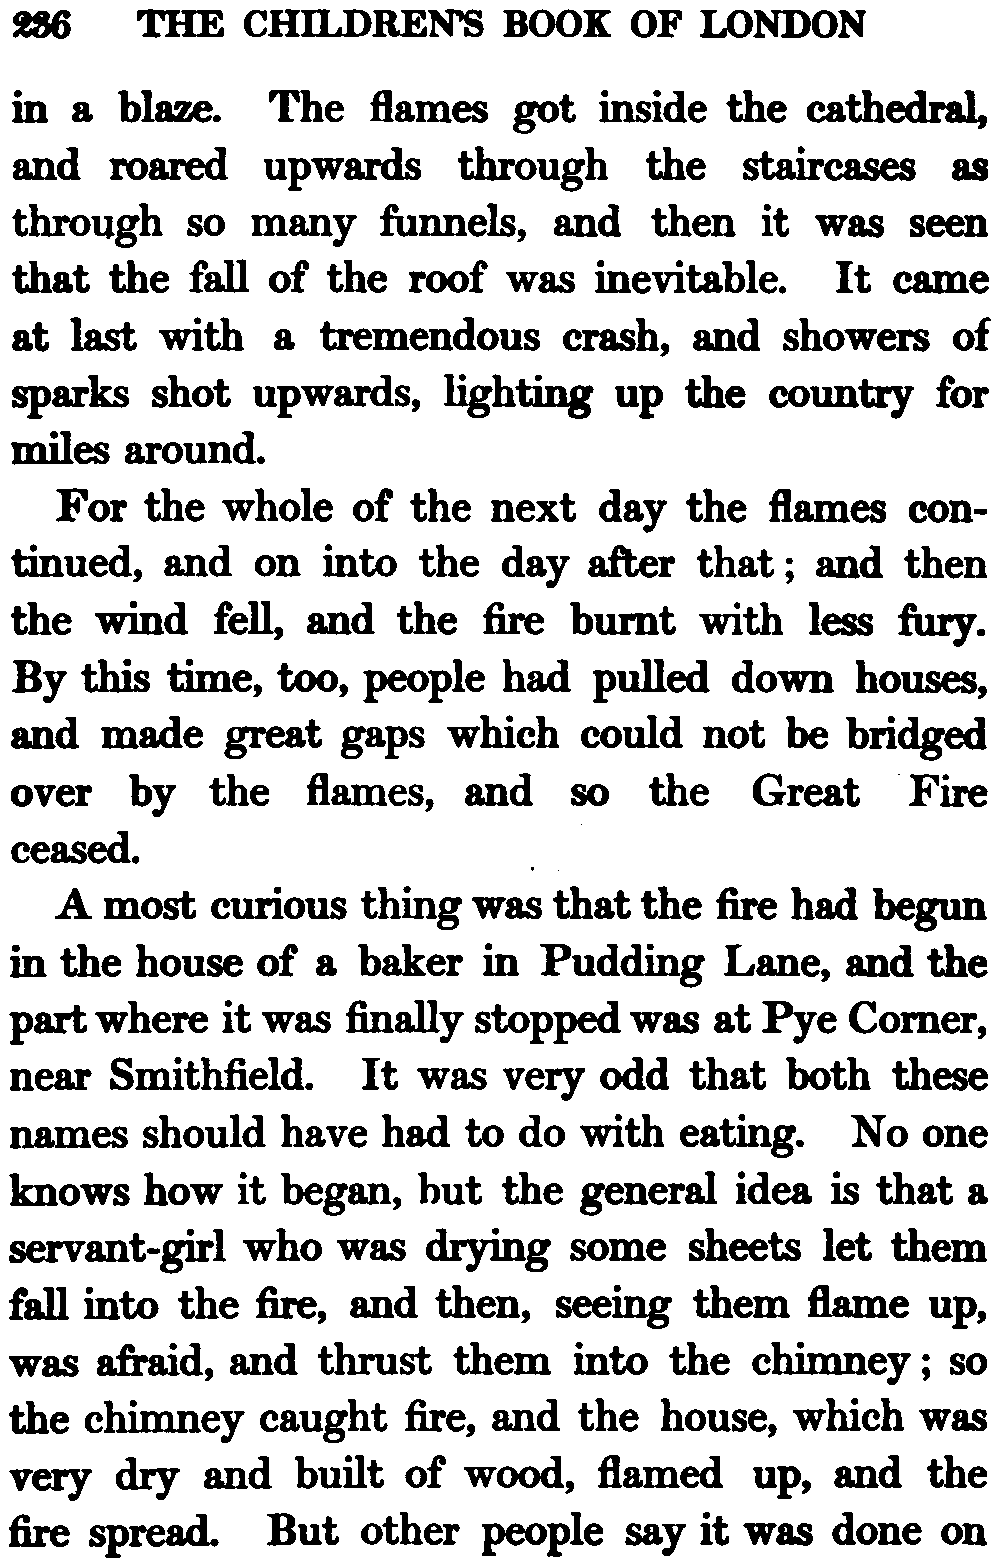 236 THE CHILDREN'S BOOK OF LONDON
in a blaze. The flames got inside the cathedral,
and roared upwards through the staircases as
through so many funnels, and then it was seen
that the fall of the roof was inevitable. It came
at last with a tremendous crash, and showers of
sparks shot upwards, lighting up the country for
miles around.
For the whole of the next day the flames con-
tinued, and on into the day after that; and then
the wind fell, and the fire burnt with less fury.
By this time, too, people had pulled down houses,
and made great gaps which could not be bridged
over by the flames, and so the Great Fire
ceased.
A most curious thing was that the fire had begun
in the house of a baker in Pudding Lane, and the
part where it was finally stopped was at Pye Corner,
near Smithfield. It was very odd that both these
names should have had to do with eating. No one
knows how it began, but the general idea is that a
servant-girl who was drying some sheets let them
fall into the fire, and then, seeing them flame up,
was afraid, and thrust them into the chimney; so
the chimney caught fire, and the house, which was
very dry and built of wood, flamed up, and the
fire spread. But other people say it was done on